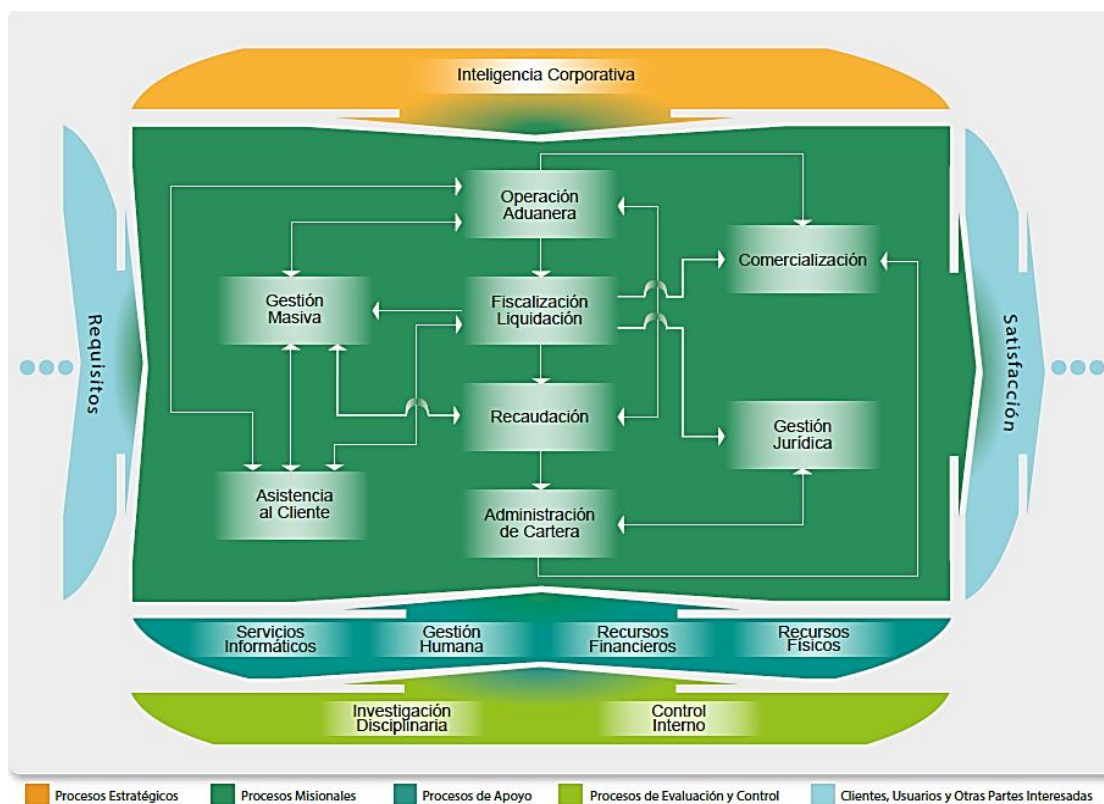 Inteligencia Corporativa
Operación
Aduanera
Comercialización
Gestión
Masiva
Fiscalización
Liquidación
Requisitos
Satisfacción
Recaudación
Gestión
Jurídica
Asistencia
al Cliente
Administración
de Cartera
Servicios
Informáticos
Gestión
Humana
Recursos
Financieros
Recursos
Físicos
Investigación
Disciplinaria
Control
Interno
Procesos Estratégicos
Procesos Misionales
Procesos de Apoyo
Procesos de Evaluación y Control
Clientes, Usuarios y Otras Partes Interesadas